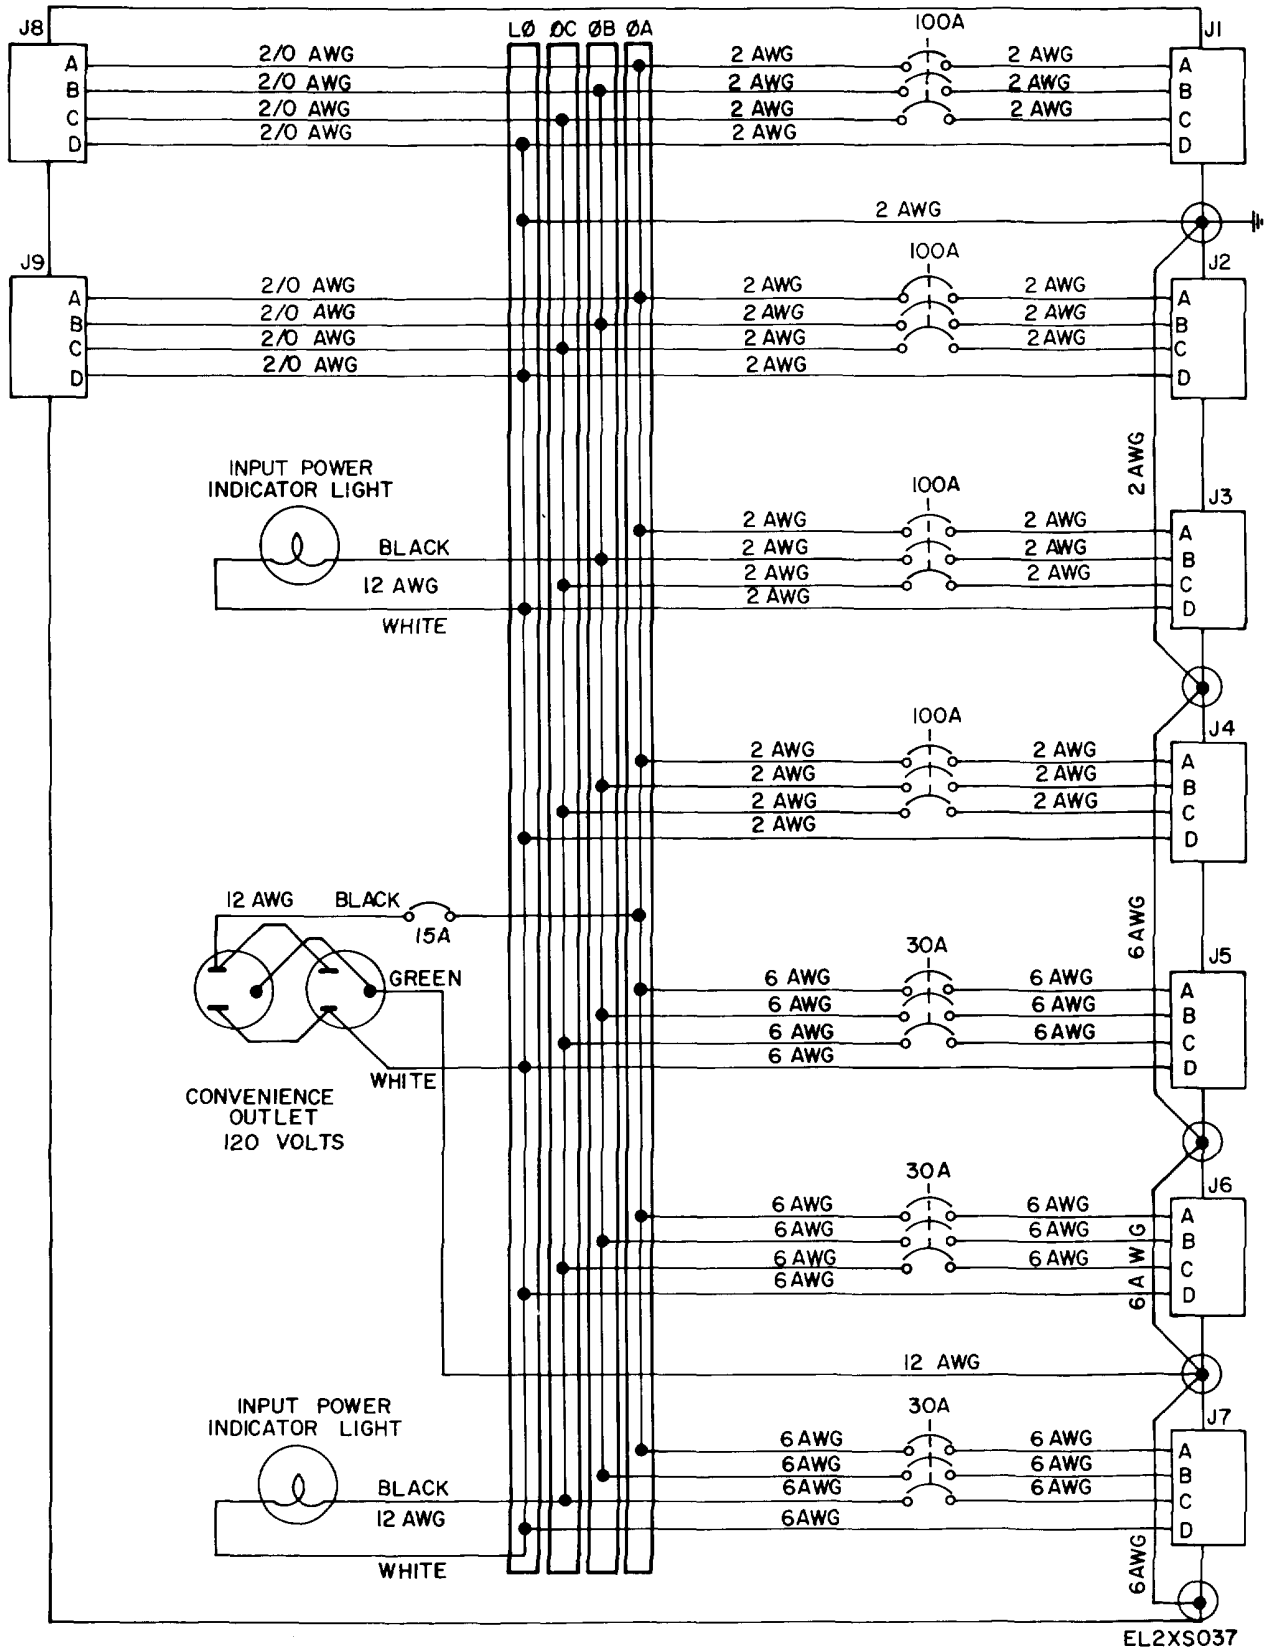 J8 LØ ØC ØB ØA 100A J1
A 2/0 AWG 2 AWG 2 AWG A
B 2/0 AWG 2 AWG 2 AWG B
C 2/0 AWG 2 AWG 2 AWG C
D 2/0 AWG 2 AWG D
2 AWG
J9 100A J2
A 2/0 AWG 2 AWG 2 AWG A
B 2/0 AWG 2 AWG 2 AWG B
C 2/0 AWG 2 AWG 2 AWG C
D 2/0 AWG 2 AWG D
2 AWG
INPUT POWER
INDICATOR LIGHT
100A J3
2 AWG 2 AWG A
BLACK 2 AWG 2 AWG B
12 AWG 2 AWG 2 AWG C
2 AWG D
WHITE
100A J4
2 AWG 2 AWG A
2 AWG 2 AWG B
2 AWG 2 AWG C
2 AWG D
12 AWG BLACK
15A
6 AWG
30A J5
GREEN 6 AWG 6 AWG A
6 AWG 6 AWG B
6 AWG 6 AWG C
6 AWG D
WHITE
CONVENIENCE
OUTLET
120 VOLTS
30A J6
6 AWG 6 AWG A
6 AWG 6 AWG B
6 AWG 6 AWG C
6 AWG D
6 A W G
12 AWG
INPUT POWER
INDICATOR LIGHT
30A J7
6 AWG 6 AWG A
6 AWG 6 AWG B
BLACK 6 AWG 6 AWG C
12 AWG 6 AWG D
WHITE
6 AWG
EL2XS037